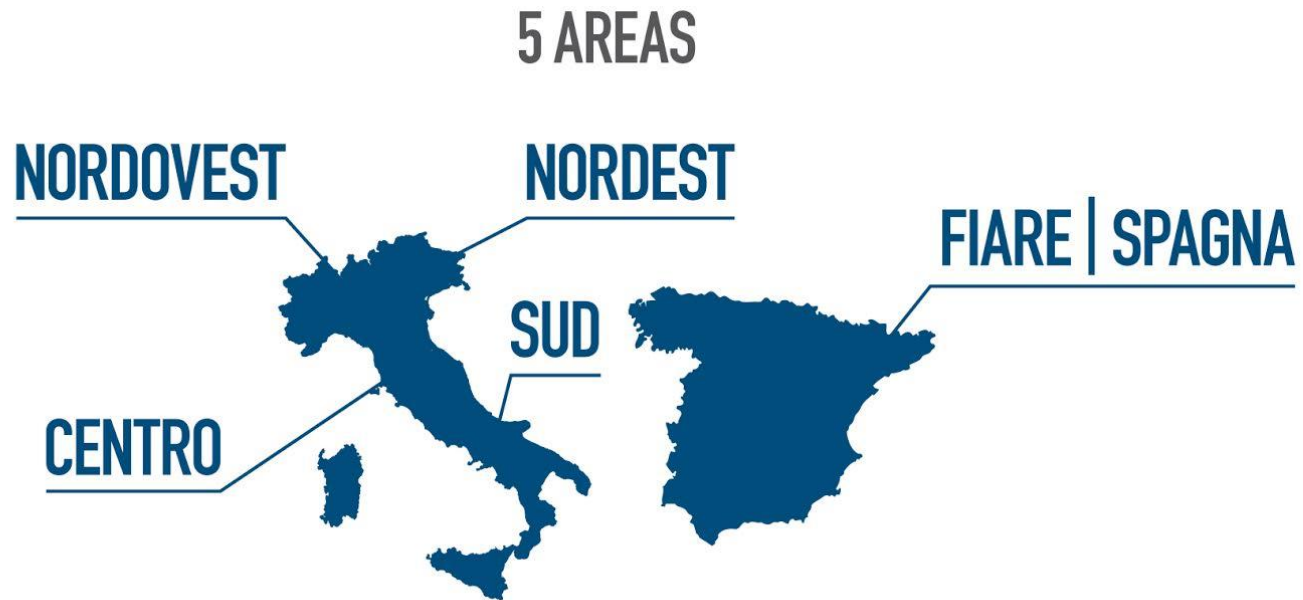 5 AREAS
NORDOVEST
NORDEST
FIARE | SPAGNA
SUD
CENTRO